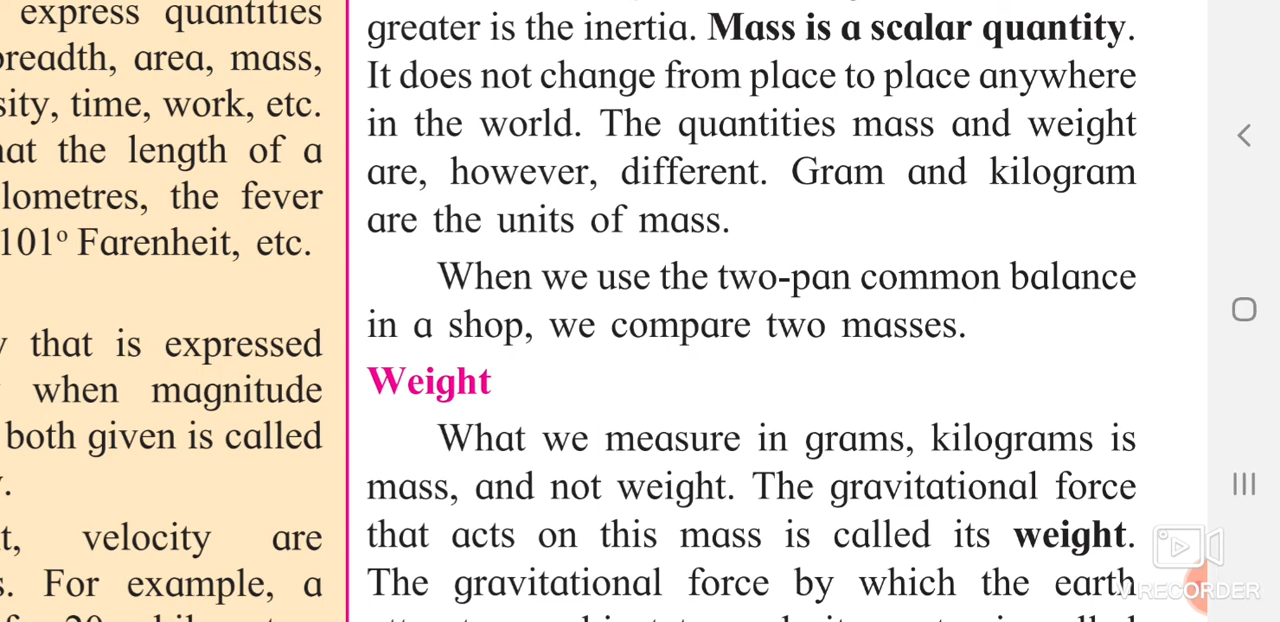 express quantities
breadth, area, mass,
time, work, etc.
the length of a
the fever
101° Farenheit, etc.
that is expressed
when magnitude
both given is called
velocity are
For example, a
greater is the inertia. Mass is a scalar quantity.
It does not change from place to place anywhere
in the world. The quantities mass and weight
are, however, different. Gram and kilogram
are the units of mass.
When we use the two-pan common balance
in a shop, we compare two masses.
Weight
What we measure in grams, kilograms is
mass, and not weight. The gravitational force
that acts on this mass is called its weight.
The gravitational force by which the earth
RECORDER